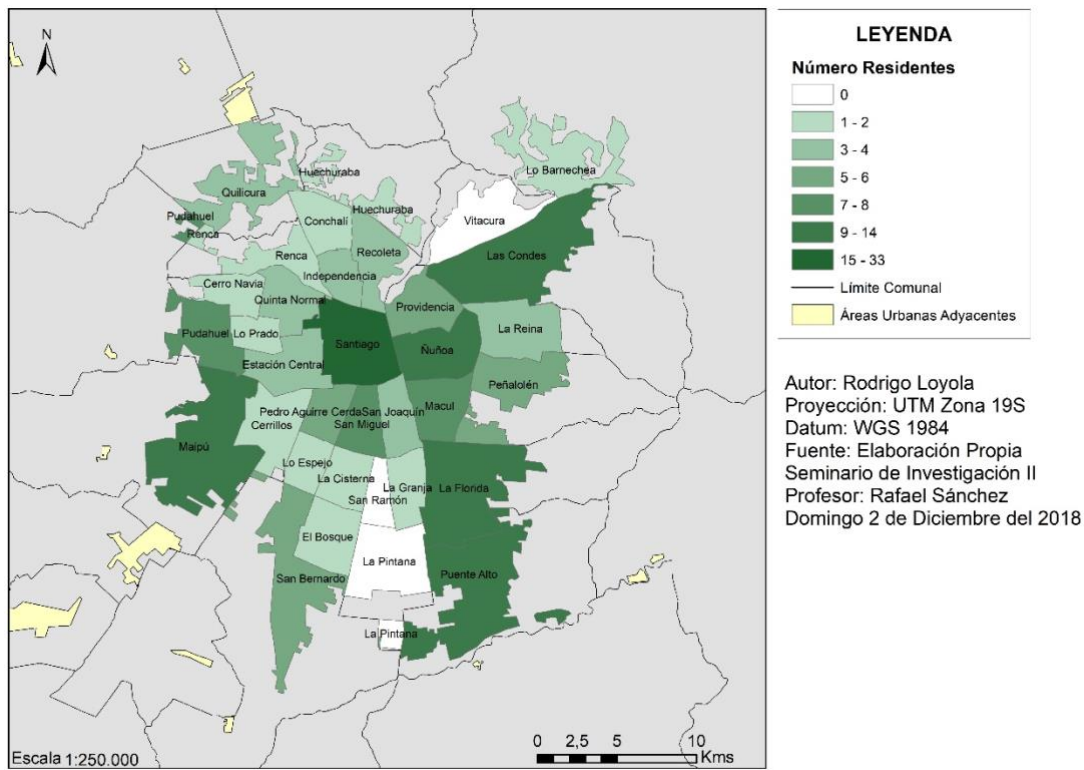 N
Huechuraba
Lo Barnechea
Quilicura
Huechuraba
Pudahuel
Conchalí
Vitacura
Renca
Recoleta
Renca
Las Condes
Independencia
Cerro Navia
Quinta Normal
Providencia
La Reina
Pudahuel
Lo Prado
Santiago
Ñuñoa
Estación Central
Peñalolén
Pedro Aguirre Cerda
San Joaquín
Macul
Cerrillos
San Miguel
Maipú
Lo Espejo
La Cisterna
La Granja
La Florida
San Ramón
El Bosque
La Pintana
Puente Alto
San Bernardo
La Pintana
Escala 1:250.000
0 2,5 5 10
Kms
LEYENDA
Número Residentes
0
1 - 2
3 - 4
5 - 6
7 - 8
9 - 14
15 - 33
Límite Comunal
Áreas Urbanas Adyacentes
Autor: Rodrigo Loyola
Proyección: UTM Zona 19S
Datum: WGS 1984
Fuente: Elaboración Propia
Seminario de Investigación II
Profesor: Rafael Sánchez
Domingo 2 de Diciembre del 2018